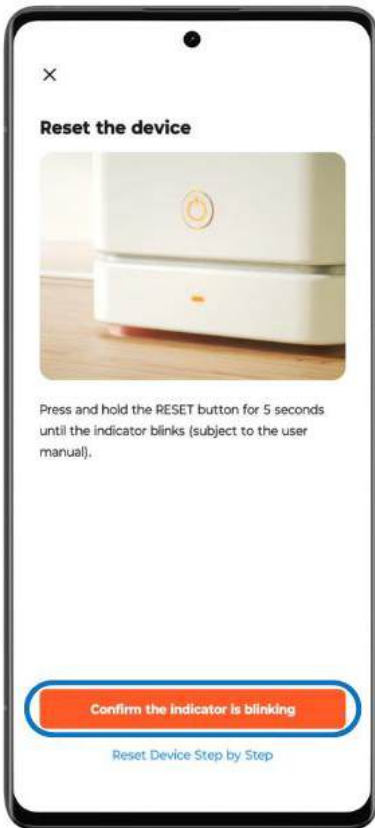 Reset the device
Press and hold the RESET button for 5 seconds
until the indicator blinks (subject to the user
manual).
Confirm the indicator is blinking
Reset Device Step by Step